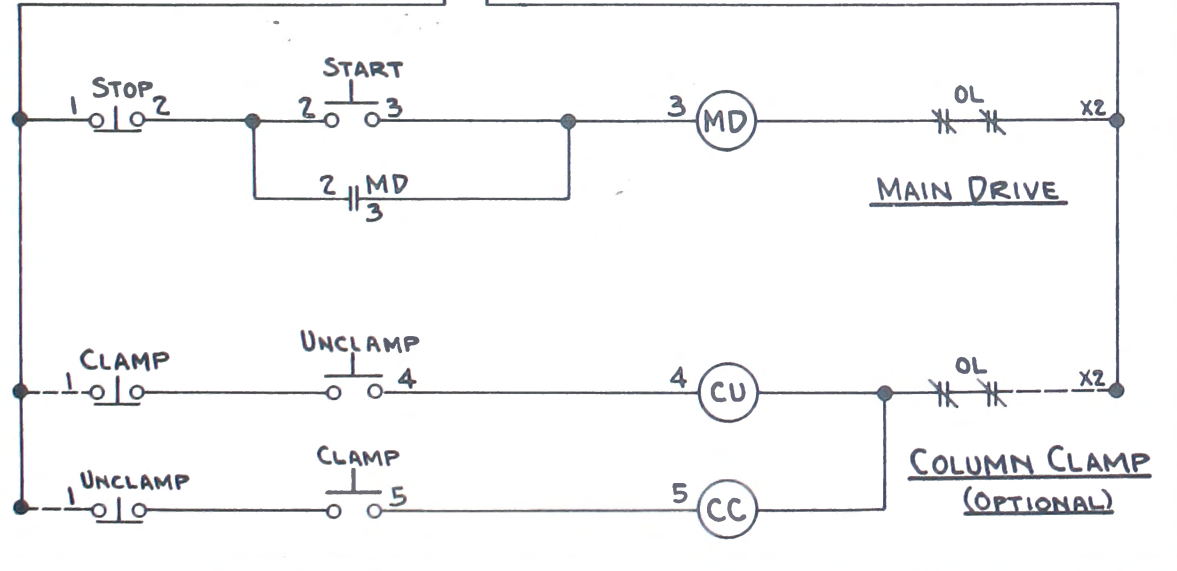 START
STOP
1 2 2 3 3 MD OL X2
2 MD
3
MAIN DRIVE
UNCLAMP
CLAMP
1 4 4 CU OL X2
CLAMP
UNCLAMP
1 5 5 CC
COLUMN CLAMP
(OPTIONAL)